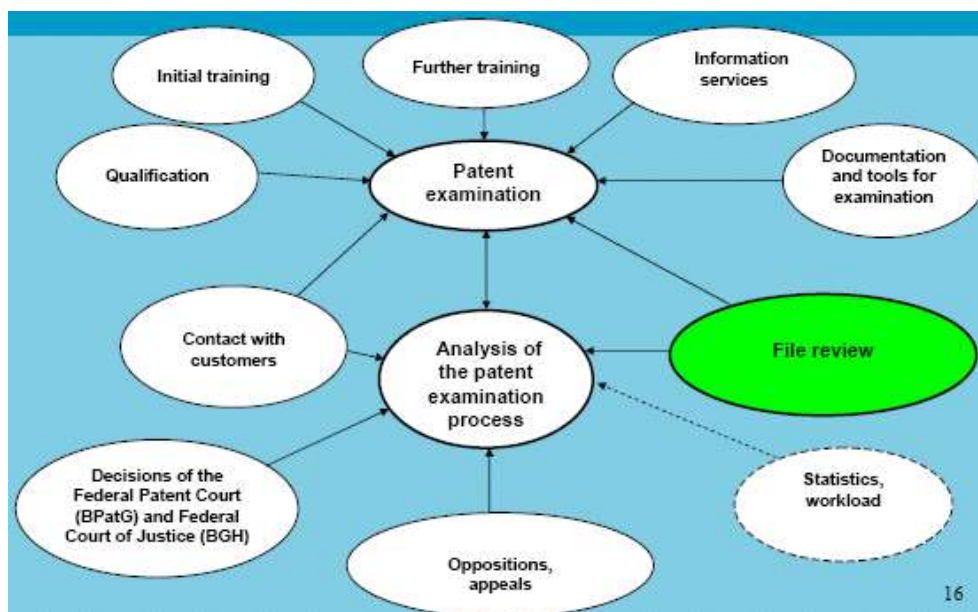 Initial training
Further training
Information
services
Qualification
Patent
examination
Documentation
and tools for
examination
Contact with
customers
Analysis of
the patent
examination
process
File review
Decisions of the
Federal Patent Court
(BPatG) and Federal
Court of Justice (BGH)
Oppositions,
appeals
Statistics,
workload
16